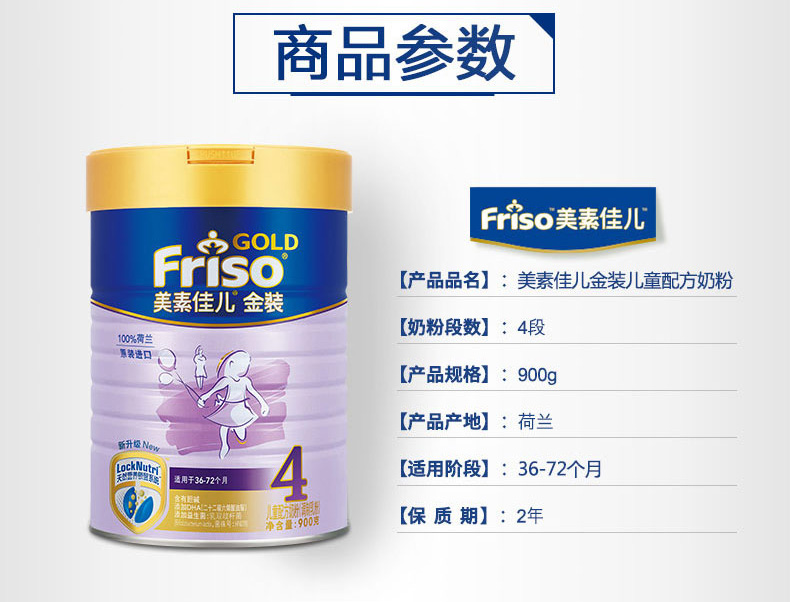 商品参数
GOLD
Friso
美素佳儿 金装
100%荷兰
原装进口
新升级 New
LockNutri
适用于36-72个月
4
含有胆碱
净含量:900克
Friso 美素佳儿
【产品品名】：美素佳儿金装儿童配方奶粉
【奶粉段数】：4段
【产品规格】：900g
【产品产地】：荷兰
【适用阶段】：36-72个月
【保 质 期】：2年